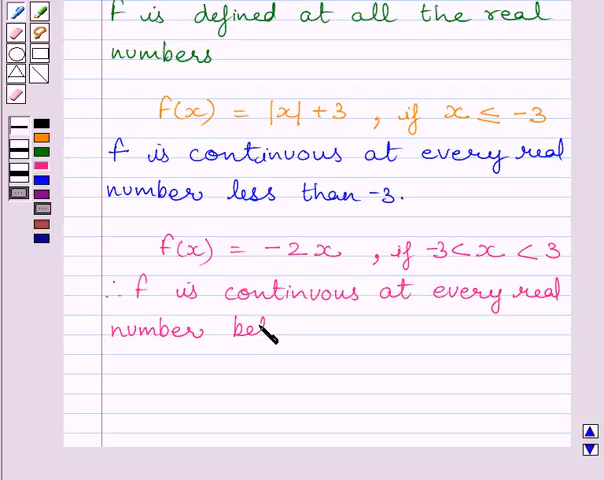 f is defined at all the real
numbers
f(x) = |x| + 3 , if x ≤ -3
f is continuous at every real
number less than -3.
f(x) = -2x , if -3 < x < 3
∴ f is continuous at every real
number be